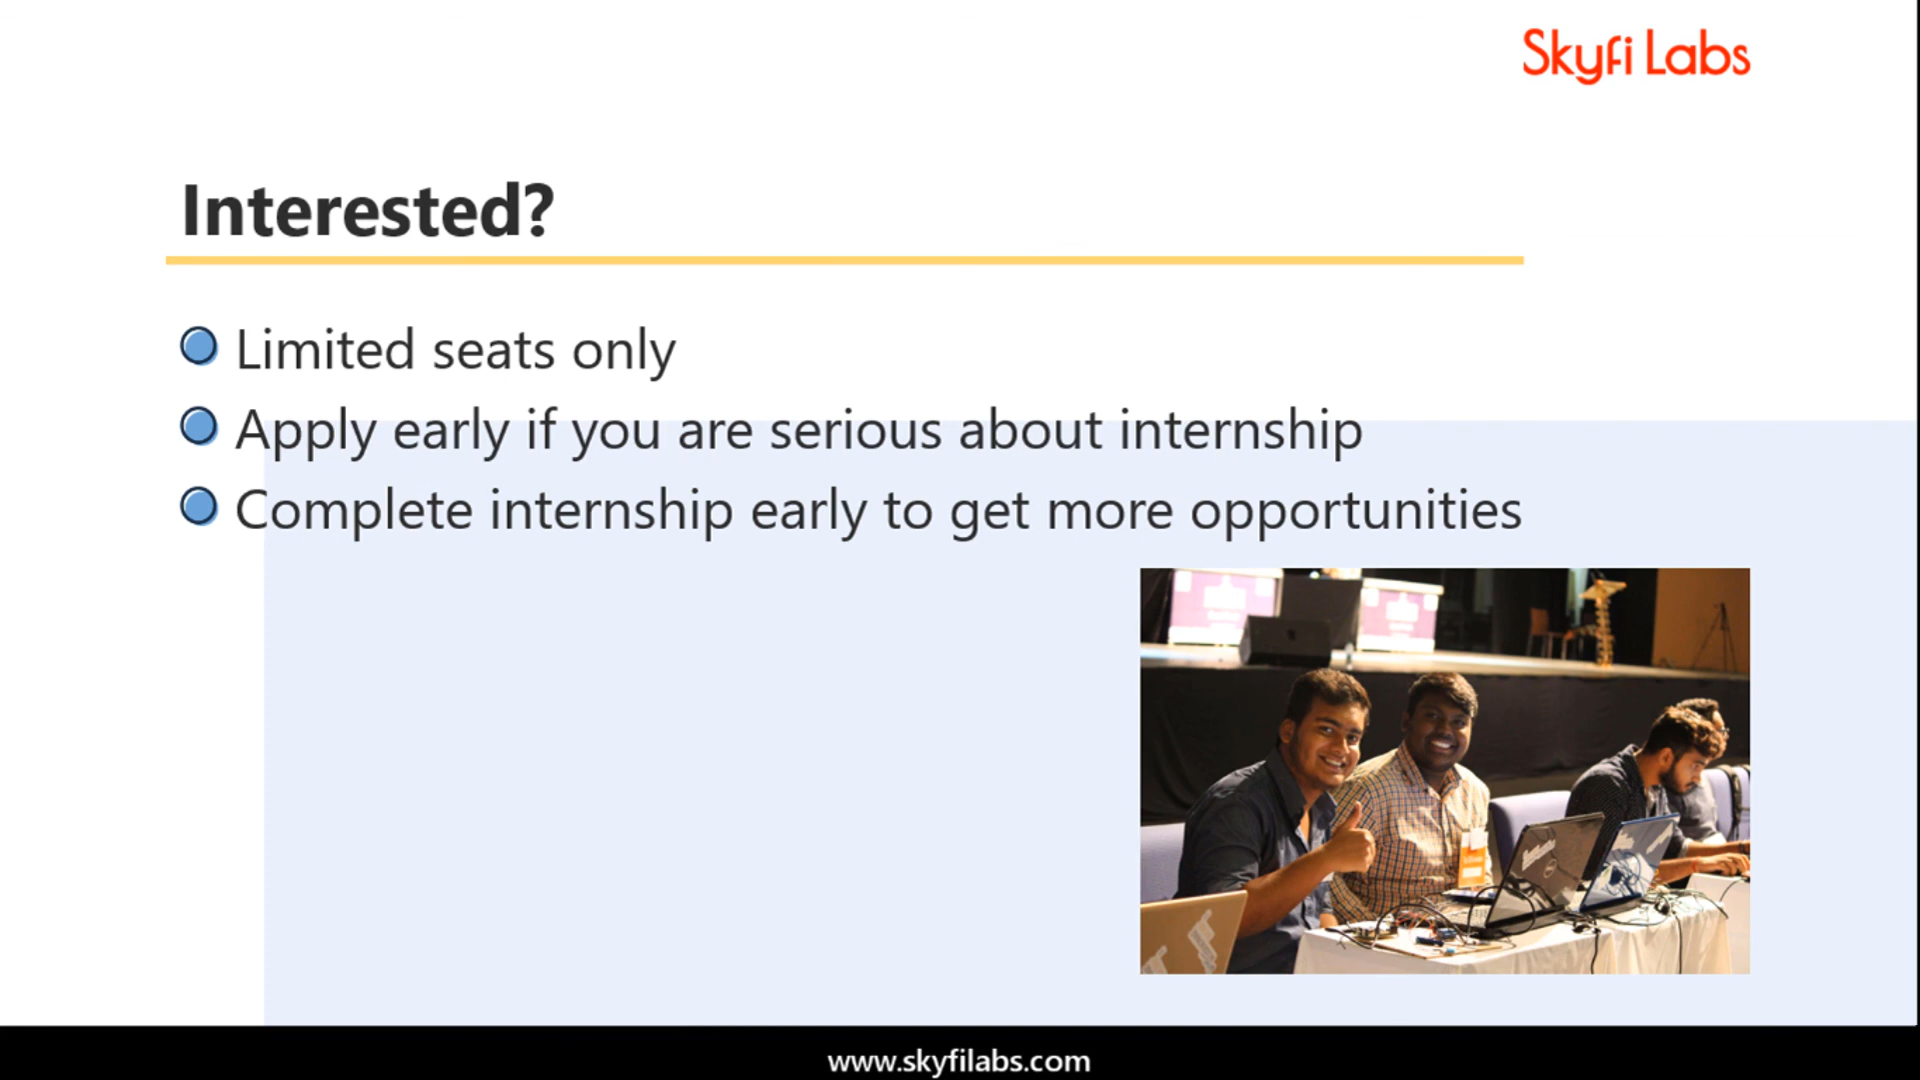 Skyfi Labs
Interested?
Limited seats only
Apply early if you are serious about internship
Complete internship early to get more opportunities
www.skyfilabs.com